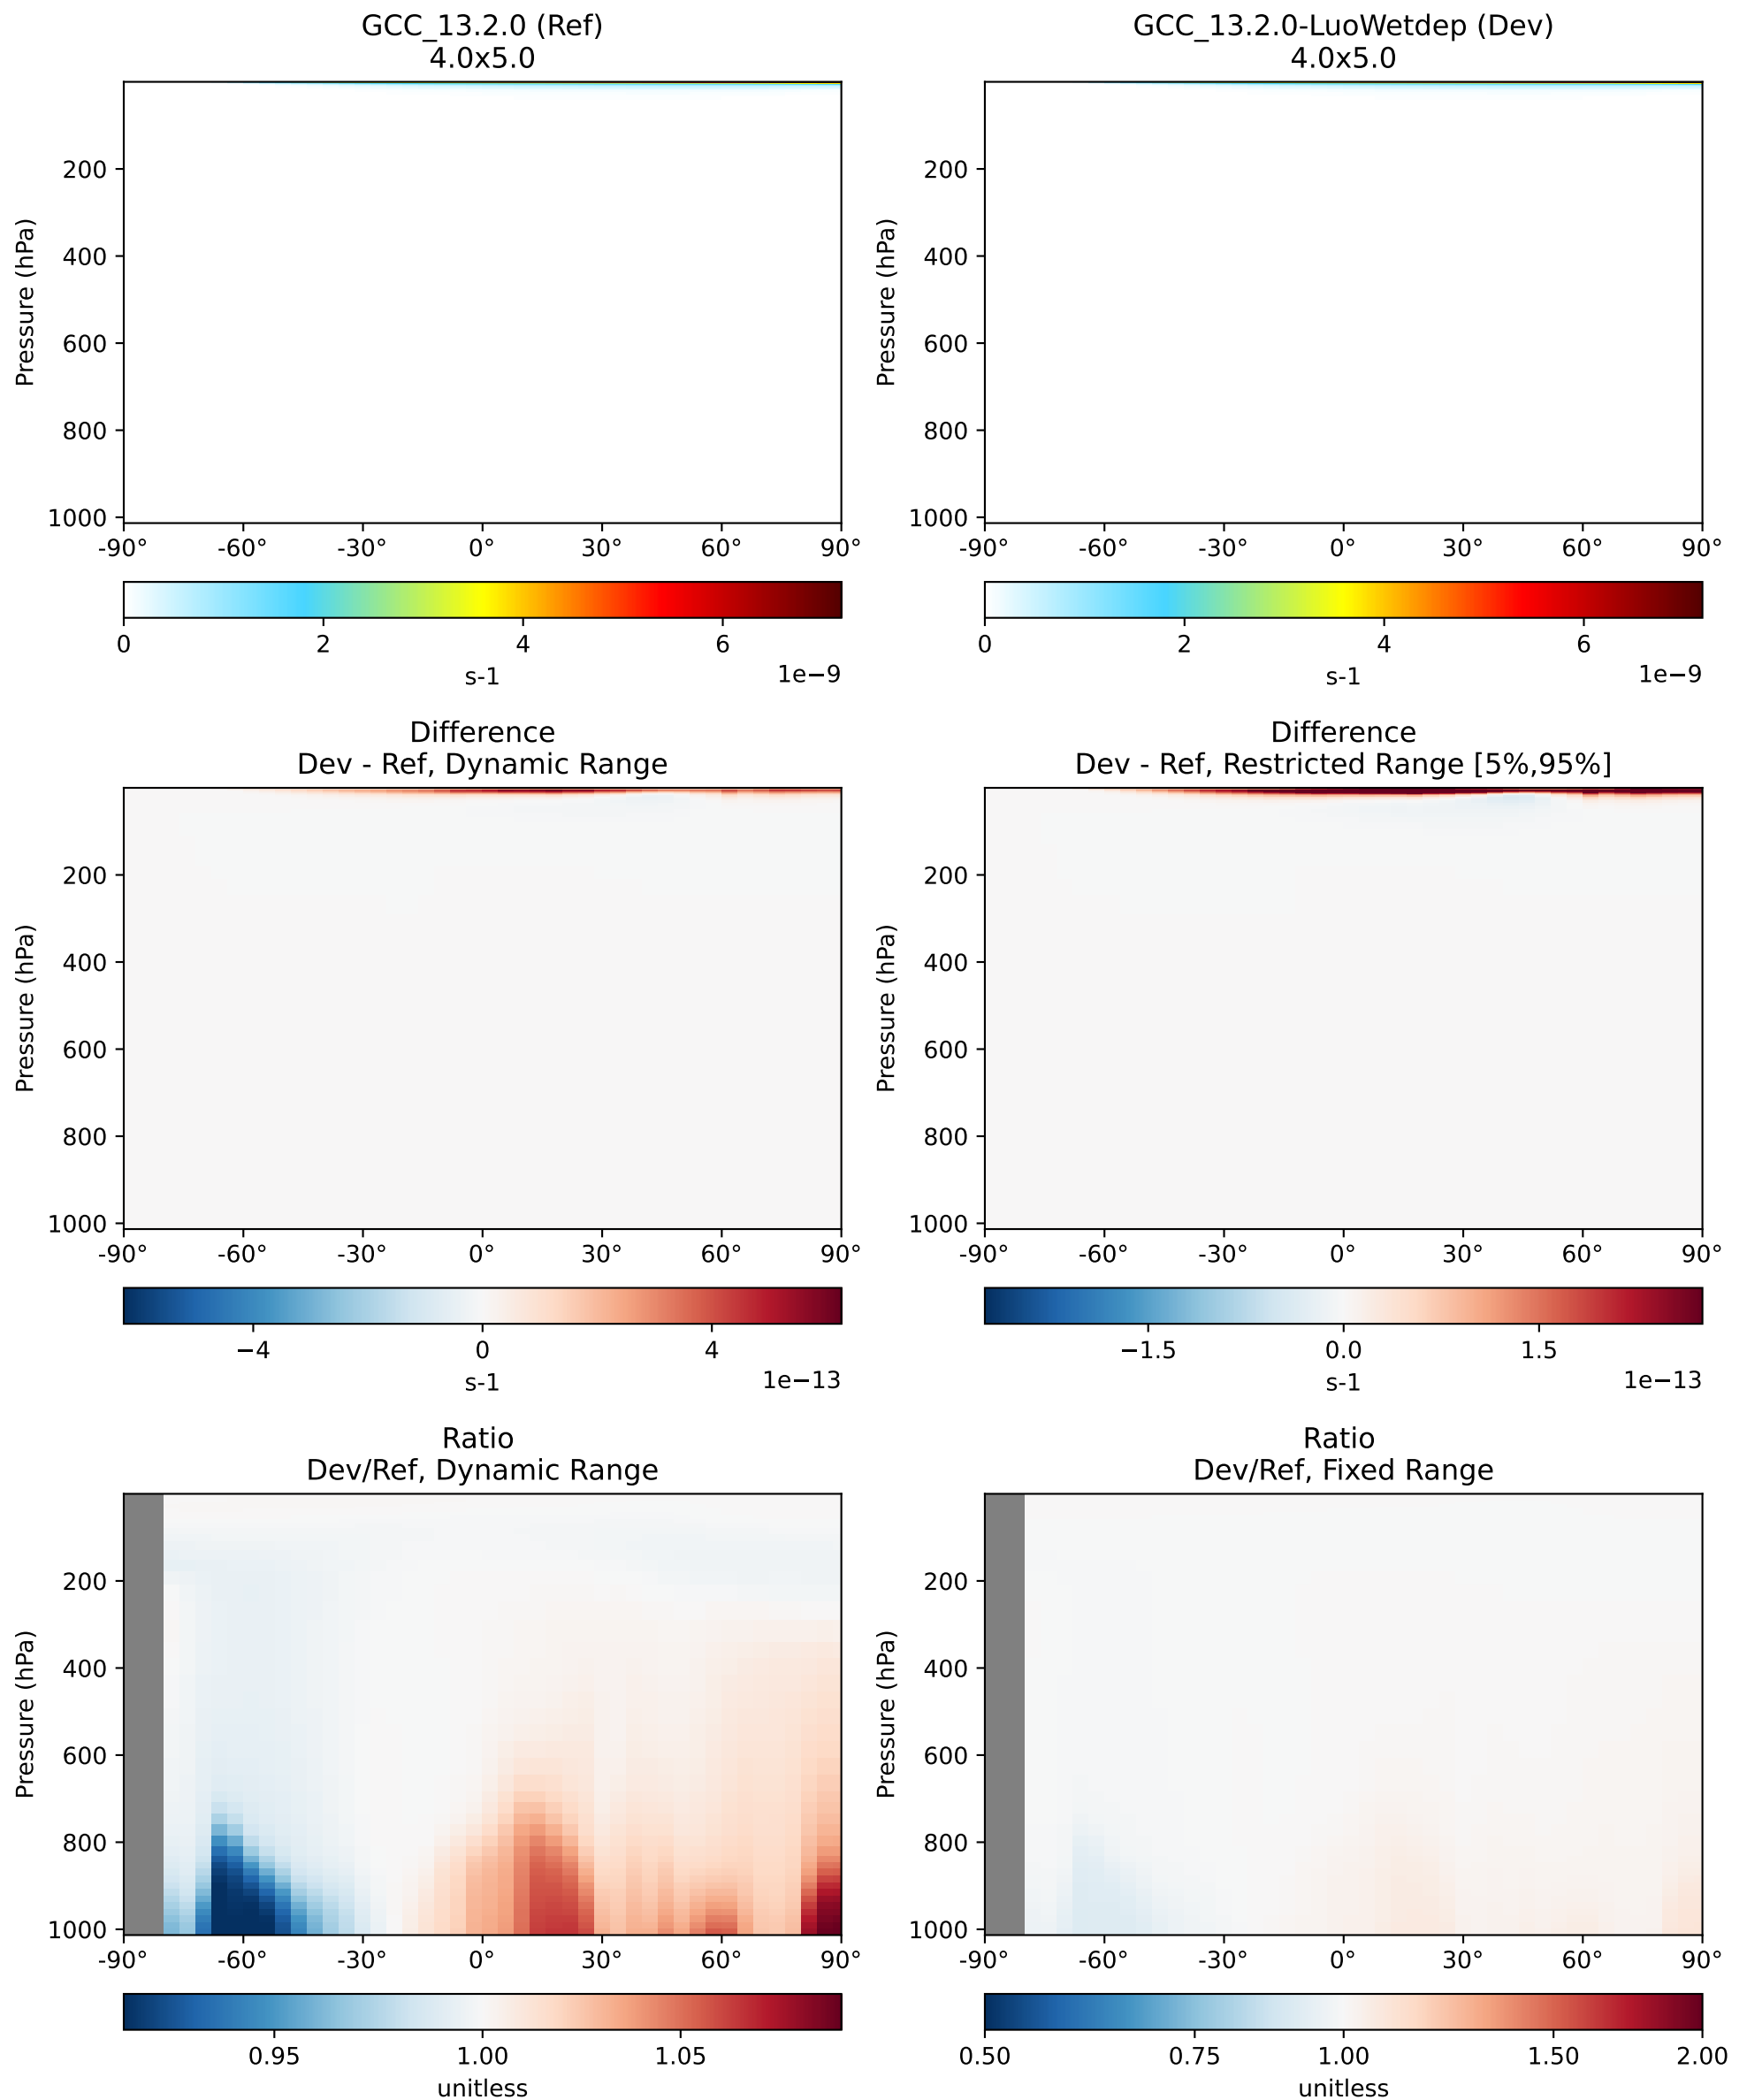 GCC_13.2.0 (Ref)
4.0x5.0
Pressure (hPa)
200
400
600
800
1000
-90° -60° -30° 0° 30° 60° 90°
0 2 4 6
s-1
1e−9
GCC_13.2.0-LuoWetdep (Dev)
4.0x5.0
Pressure (hPa)
200
400
600
800
1000
-90° -60° -30° 0° 30° 60° 90°
0 2 4 6
s-1
1e−9
Difference
Dev - Ref, Dynamic Range
Pressure (hPa)
200
400
600
800
1000
-90° -60° -30° 0° 30° 60° 90°
−4 0 4
s-1
1e−13
Difference
Dev - Ref, Restricted Range [5%,95%]
Pressure (hPa)
200
400
600
800
1000
-90° -60° -30° 0° 30° 60° 90°
−1.5 0.0 1.5
s-1
1e−13
Ratio
Dev/Ref, Dynamic Range
Pressure (hPa)
200
400
600
800
1000
-90° -60° -30° 0° 30° 60° 90°
0.95 1.00 1.05
unitless
Ratio
Dev/Ref, Fixed Range
Pressure (hPa)
200
400
600
800
1000
-90° -60° -30° 0° 30° 60° 90°
0.50 0.75 1.00 1.50 2.00
unitless